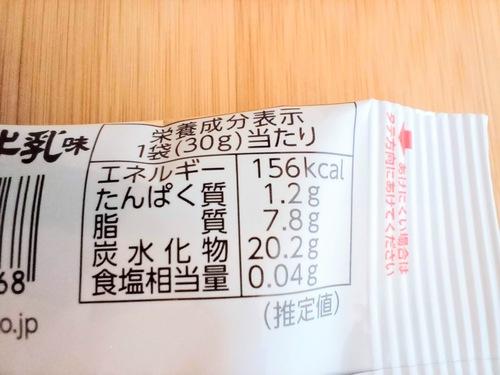 牛乳味
栄養成分表示
1袋(30g)当たり
エネルギー 156kcal
たんぱく質 1.2g
脂質 7.8g
炭水化物 20.2g
食塩相当量 0.04g
(推定値)
68
o.jp
あけにくい場合は
タテ方向にあけてください